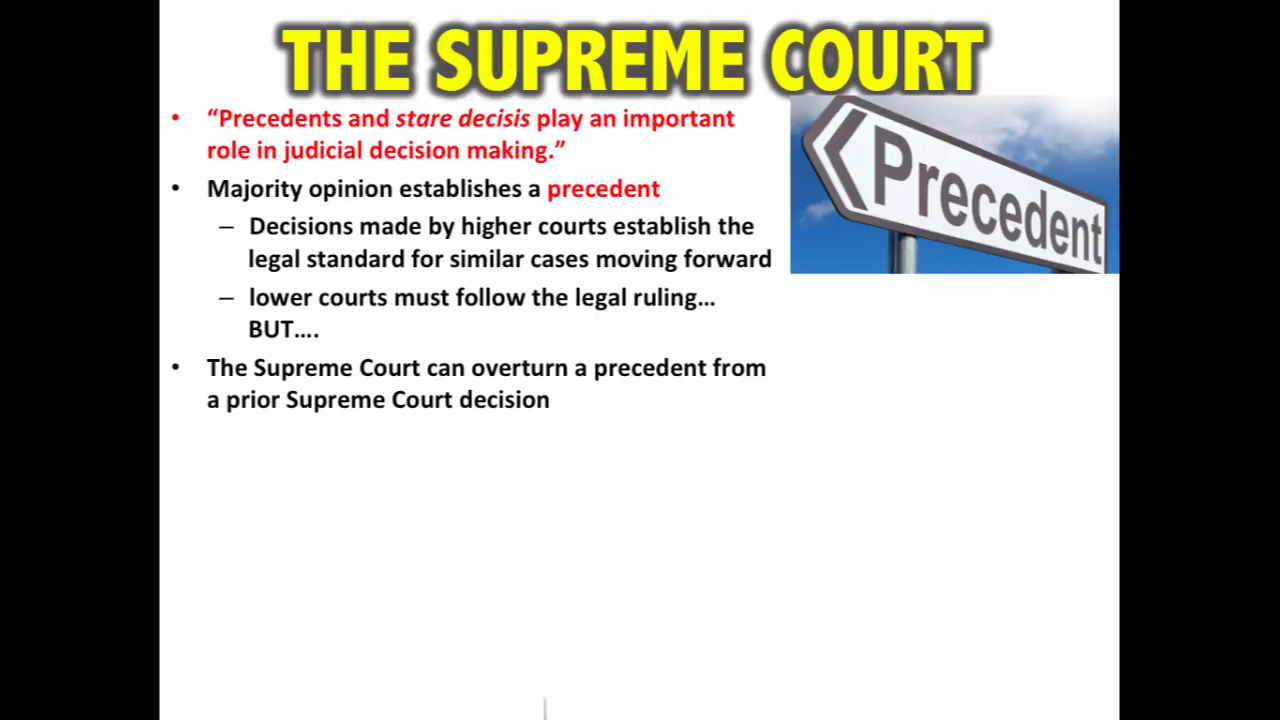 THE SUPREME COURT
• “Precedents and stare decisis play an important
role in judicial decision making.”
• Majority opinion establishes a precedent
– Decisions made by higher courts establish the
legal standard for similar cases moving forward
– lower courts must follow the legal ruling…
BUT….
• The Supreme Court can overturn a precedent from
a prior Supreme Court decision
Precedent